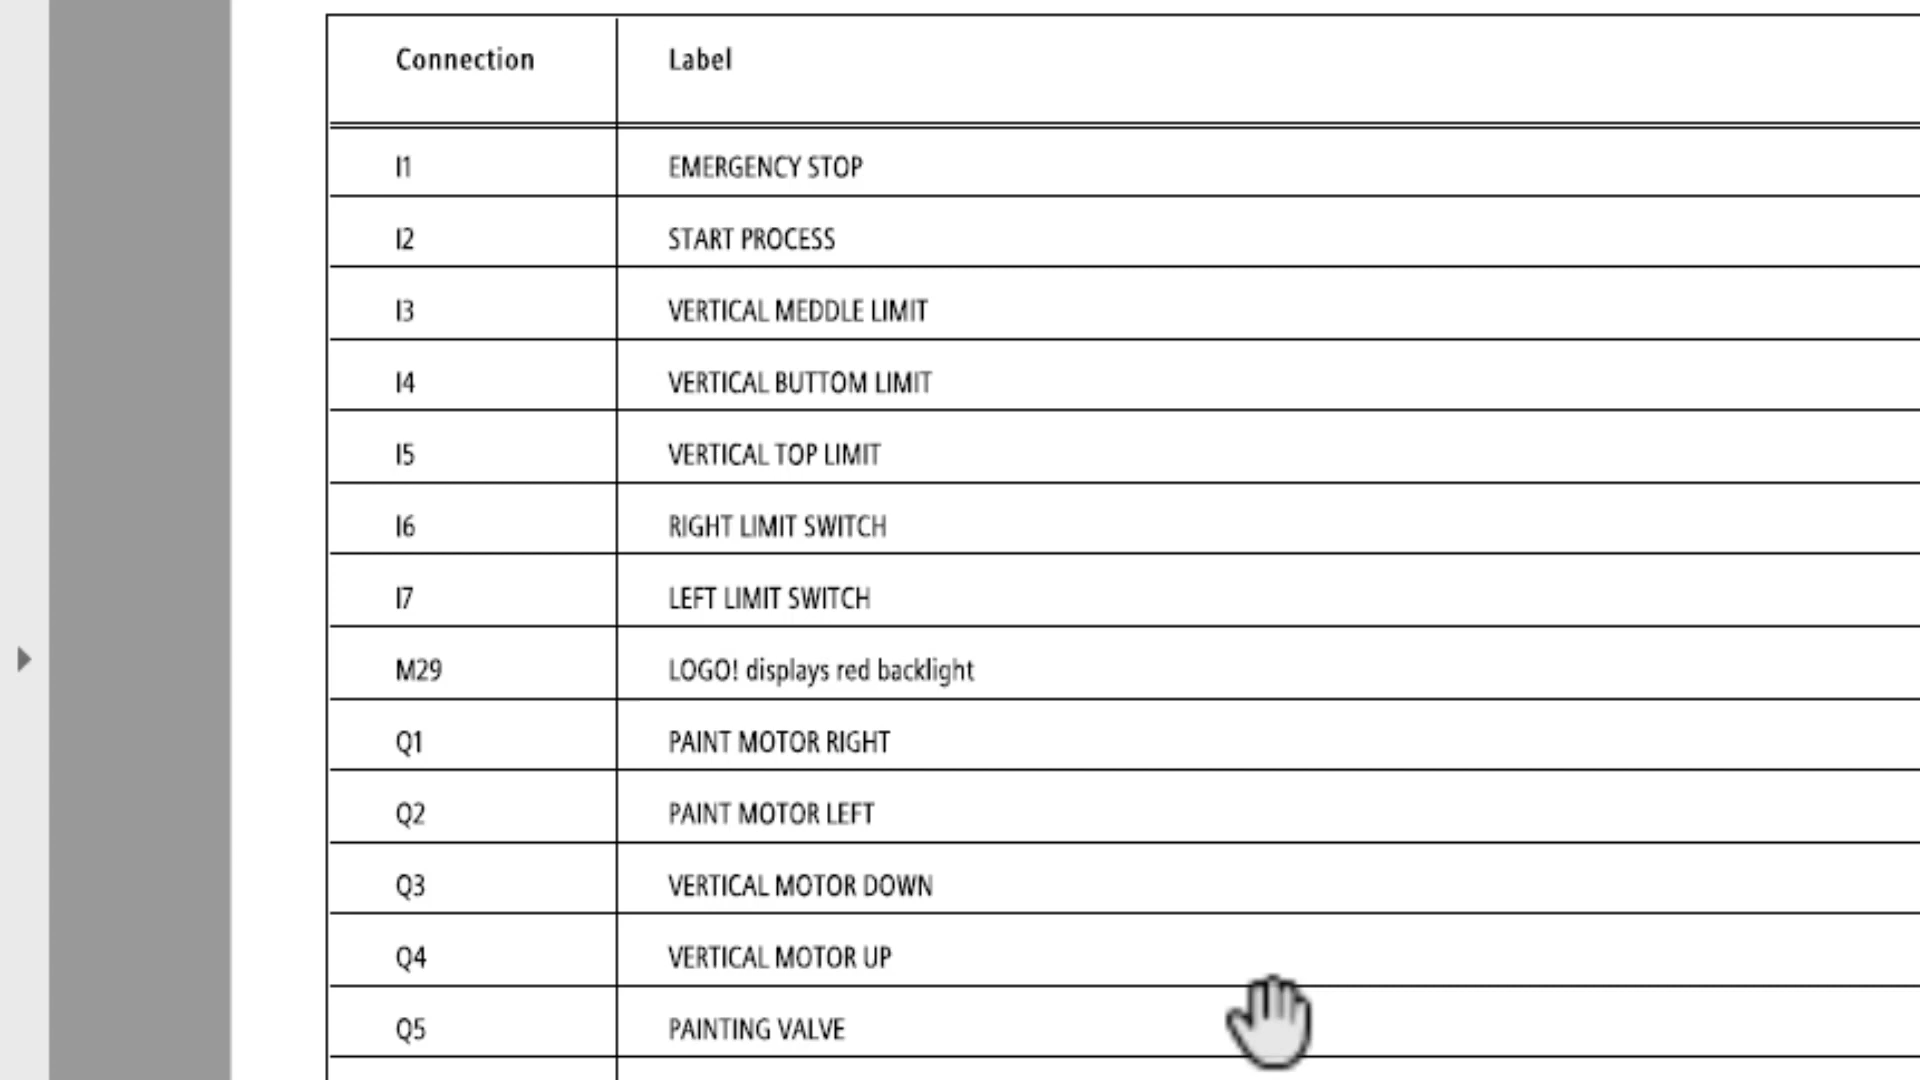 Connection Label
I1 EMERGENCY STOP
I2 START PROCESS
I3 VERTICAL MEDDLE LIMIT
I4 VERTICAL BUTTOM LIMIT
I5 VERTICAL TOP LIMIT
I6 RIGHT LIMIT SWITCH
I7 LEFT LIMIT SWITCH
M29 LOGO! displays red backlight
Q1 PAINT MOTOR RIGHT
Q2 PAINT MOTOR LEFT
Q3 VERTICAL MOTOR DOWN
Q4 VERTICAL MOTOR UP
Q5 PAINTING VALVE